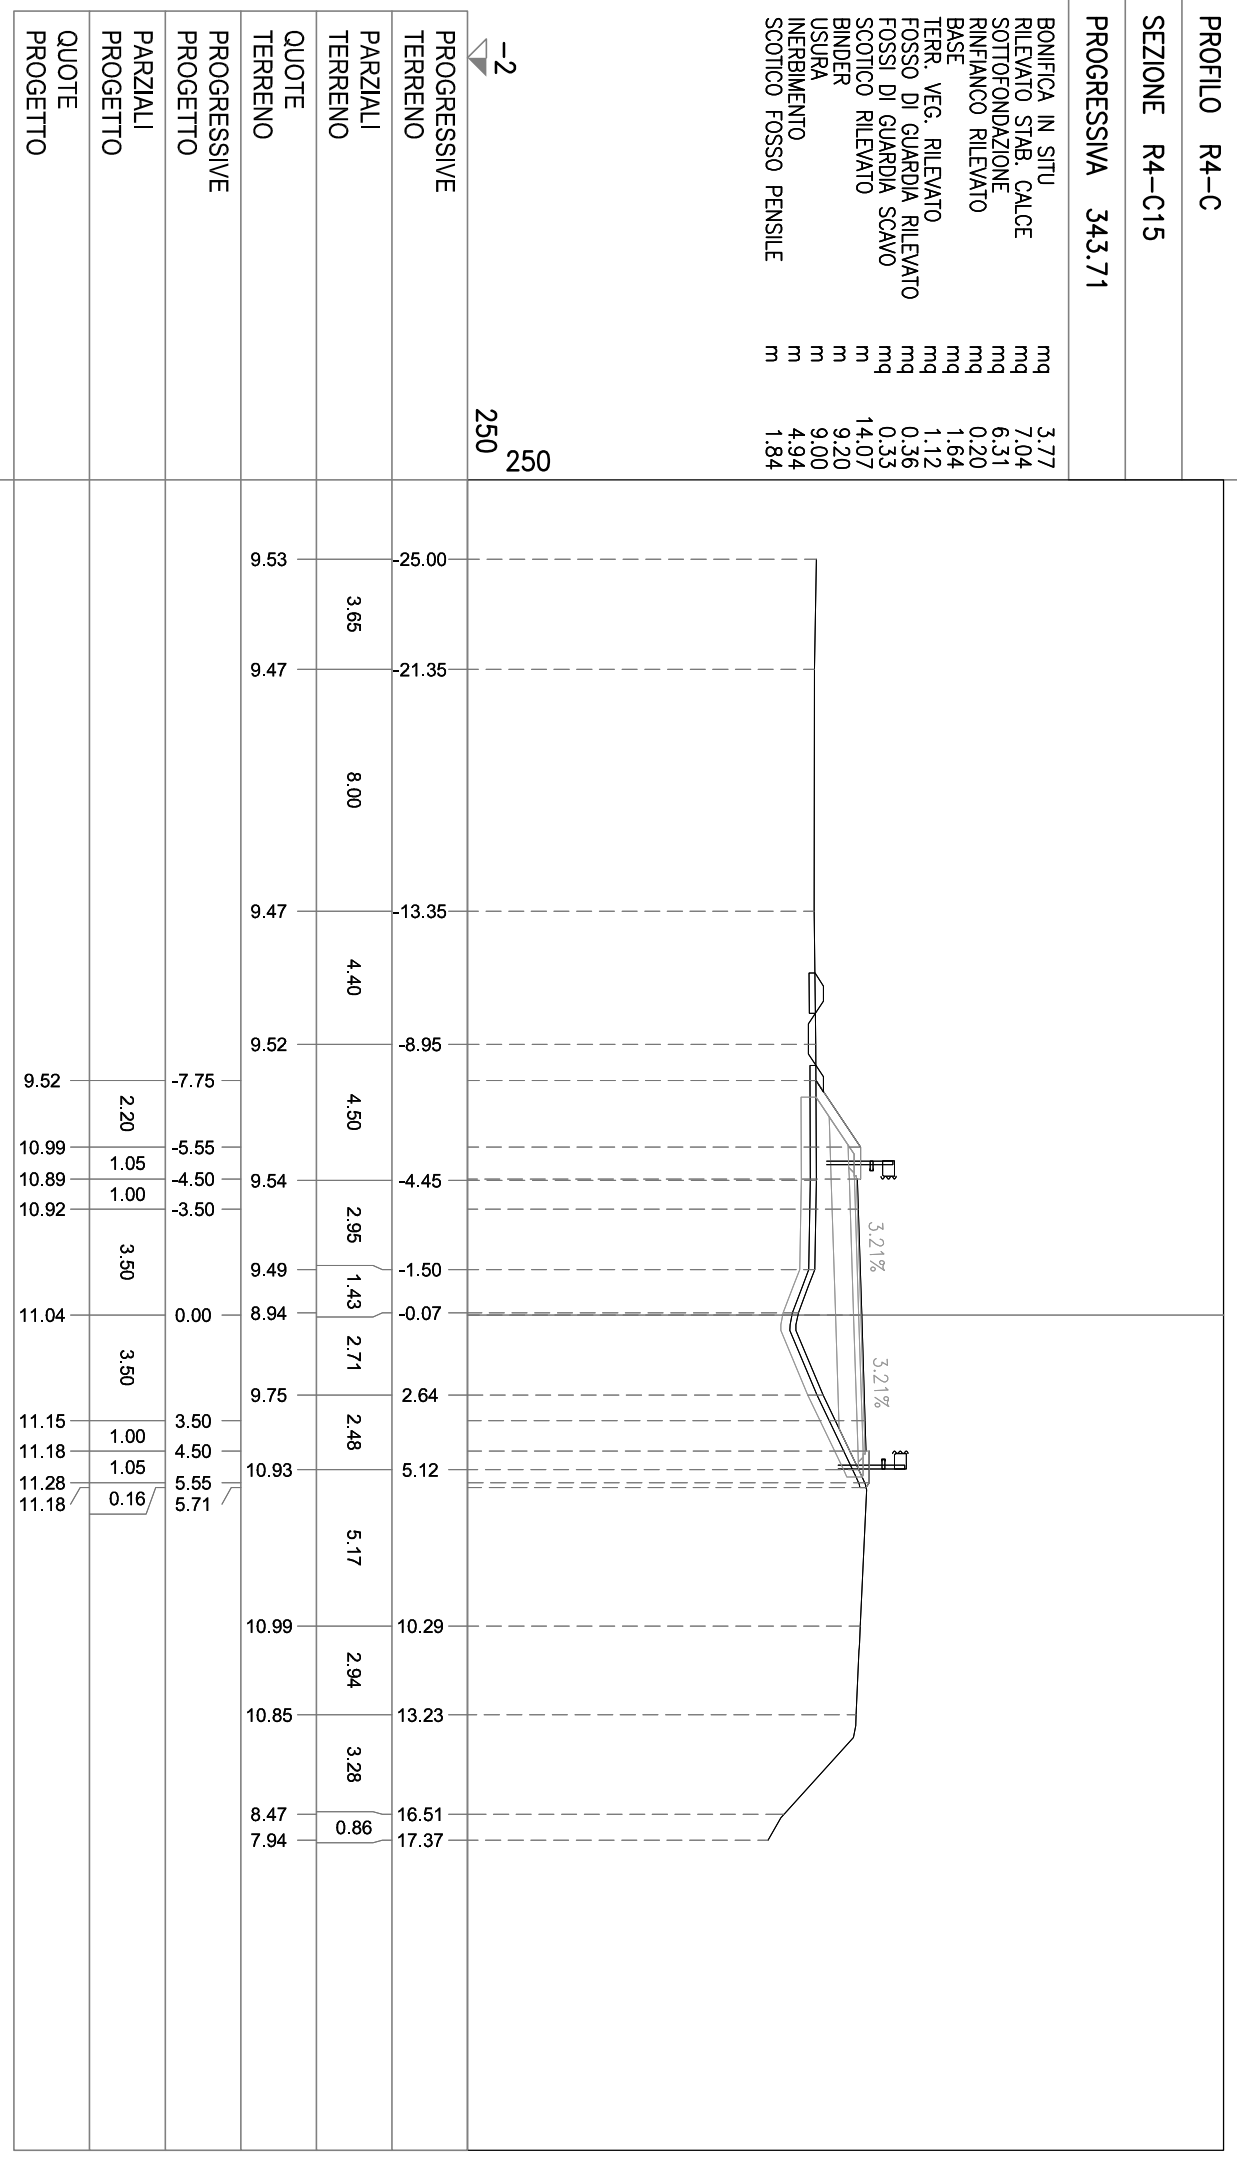 PROFILO R4-C
SEZIONE R4-C15
PROGRESSIVA 343.71
BONIFICA IN SITU mq 3.77
RILEVATO STAB. CALCE mq 7.04
SOTTOFONDAZIONE mq 6.31
RINFIANCO RILEVATO mq 0.20
BASE mq 1.64
TERR. VEG. RILEVATO mq 1.12
FOSSO DI GUARDIA RILEVATO mq 0.36
FOSSI DI GUARDIA SCAVO mq 0.33
SCOTICO RILEVATO m 14.07
BINDER m 9.20
USURA m 9.00
INERBIMENTO m 4.94
SCOTICO FOSSO PENSILE m 1.84
3.21% 3.21%
-2
250
250
PROGRESSIVE
TERRENO
-25.00 -21.35 -13.35 -8.95 -4.45 -1.50 -0.07 2.64 5.12 10.29 13.23 16.51 17.37
PARZIALI
TERRENO
3.65 8.00 4.40 4.50 2.95 1.43 2.71 2.48 5.17 2.94 3.28 0.86
QUOTE
TERRENO
9.53 9.47 9.47 9.52 9.54 9.49 8.94 9.75 10.93 10.99 10.85 8.47 7.94
PROGRESSIVE
PROGETTO
-7.75 -5.55 -4.50 -3.50 0.00 3.50 4.50 5.55 5.71
PARZIALI
PROGETTO
2.20 1.05 1.00 3.50 3.50 1.00 1.05 0.16
QUOTE
PROGETTO
9.52 10.99 10.89 10.92 11.04 11.15 11.18 11.28 11.18